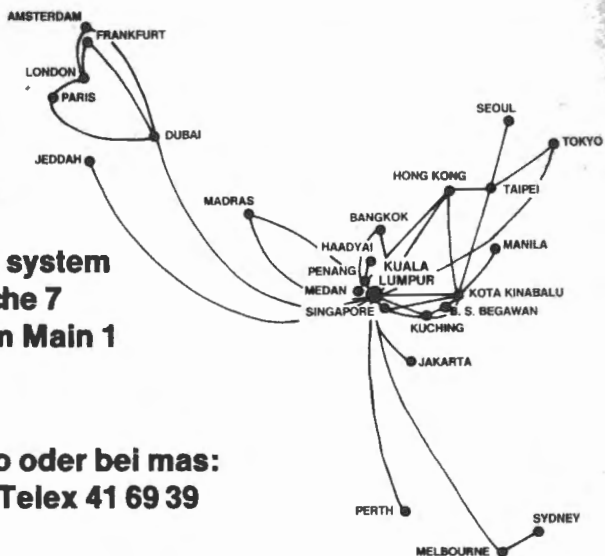 AMSTERDAM
FRANKFURT
LONDON
PARIS
DUBAI
JEDDAH
SEOUL
TOKYO
HONG KONG
TAIPEI
MADRAS
BANGKOK
HAADYAI
KUALA
LUMPUR
MANILA
PENANG
MEDAN
KOTA KINABALU
SINGAPORE
B. S. BEGAWAN
KUCHING
JAKARTA
PERTH
SYDNEY
MELBOURNE
system
che 7
Main 1
oder bei mas:
Telex 41 69 39